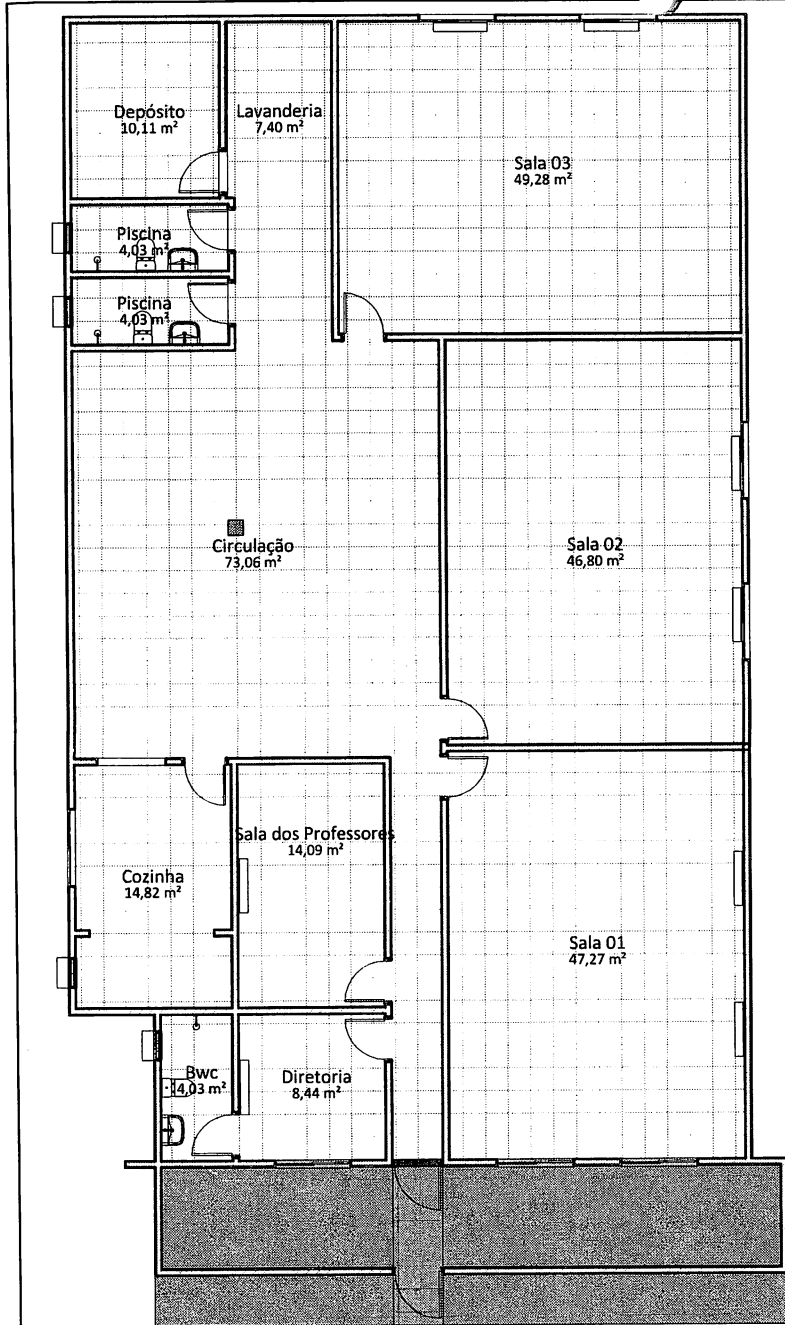 Depósito
10,11 m²
Lavanderia
7,40 m²
Sala 03
49,28 m²
Piscina
4,03 m²
Piscina
4,03 m²
Circulação
73,06 m²
Sala 02
46,80 m²
Sala dos Professores
14,09 m²
Cozinha
14,82 m²
Sala 01
47,27 m²
Bwc
4,03 m²
Diretoria
8,44 m²